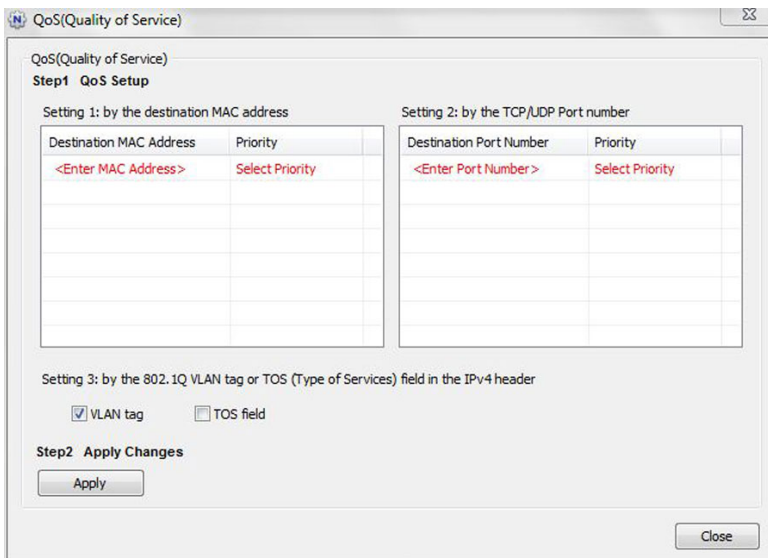 QoS(Quality of Service)
QoS(Quality of Service)
Step1 QoS Setup
Setting 1: by the destination MAC address
Setting 2: by the TCP/UDP Port number
Destination MAC Address Priority
Destination Port Number Priority
<Enter MAC Address> Select Priority
<Enter Port Number> Select Priority
Setting 3: by the 802.1Q VLAN tag or TOS (Type of Services) field in the IPv4 header
VLAN tag TOS field
Step2 Apply Changes
Apply
Close